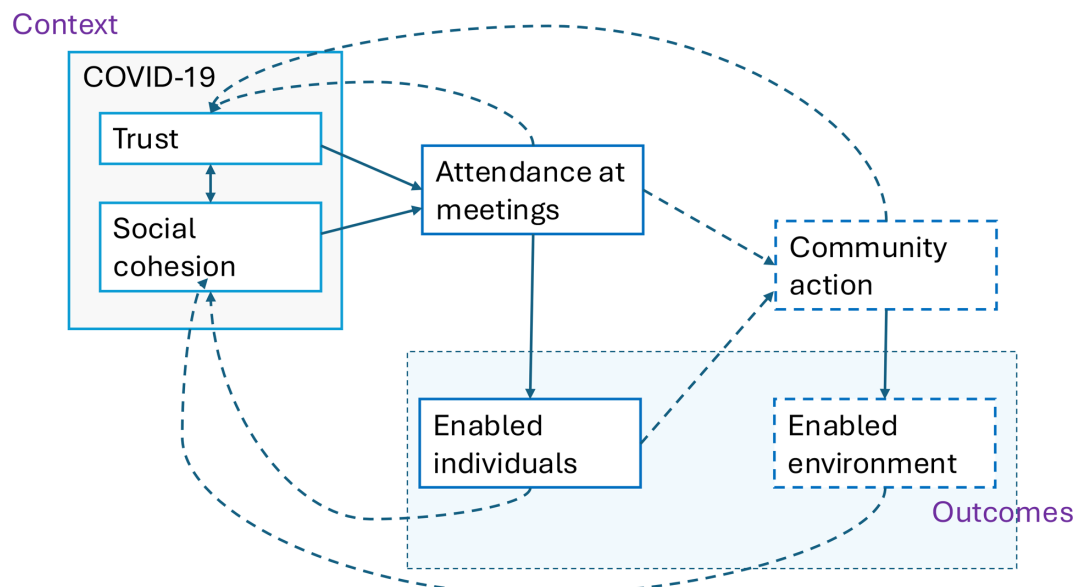 Context
COVID-19
Trust
Social
cohesion
Attendance at
meetings
Community
action
Enabled
individuals
Enabled
environment
Outcomes